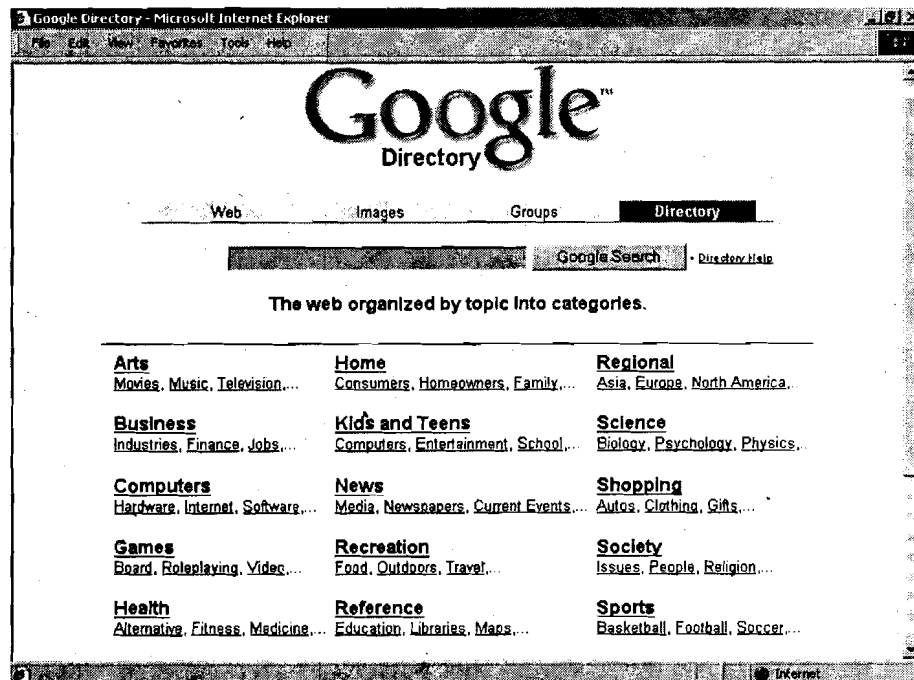 Google Directory - Microsoft Internet Explorer
File Edit View Favorites Tools Help
Google™
Directory
Web Images Groups Directory
Google Search • Directory Help
The web organized by topic into categories.
Arts Home Regional
Movies, Music, Television,... Consumers, Homeowners, Family,... Asia, Europe, North America,...
Business Kids and Teens Science
Industries, Finance, Jobs,... Computers, Entertainment, School,... Biology, Psychology, Physics,...
Computers News Shopping
Hardware, Internet, Software,... Media, Newspapers, Current Events,... Autos, Clothing, Gifts,...
Games Recreation Society
Board, Roleplaying, Video,... Food, Outdoors, Travel,... Issues, People, Religion,...
Health Reference Sports
Alternative, Fitness, Medicine,... Education, Libraries, Maps,... Basketball, Football, Soccer,...
Internet